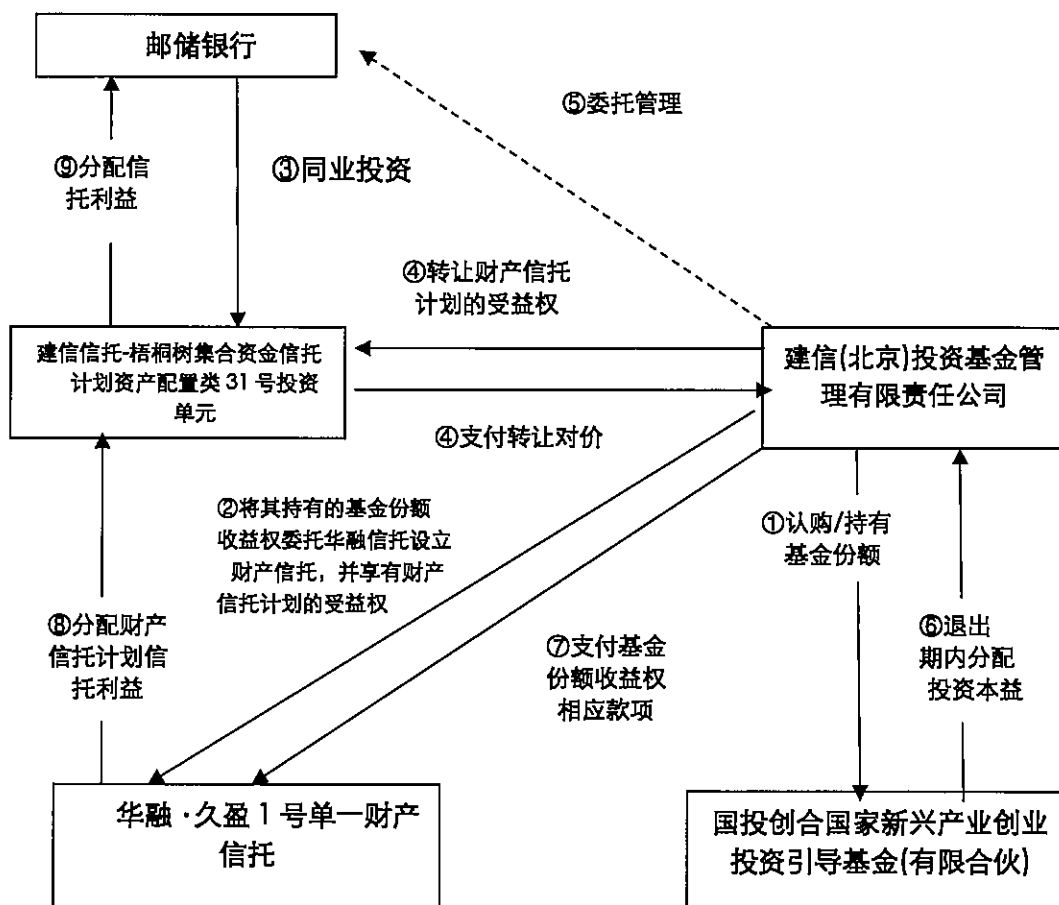 邮储银行
⑤委托管理
⑨分配信
托利益
③同业投资
④转让财产信托
计划的受益权
建信信托-梧桐树集合资金信托
计划资产配置类 31 号投资
单元
建信(北京)投资基金管
理有限责任公司
④支付转让对价
②将其持有的基金份额
收益权委托华融信托设立
财产信托，并享有财产
信托计划的受益权
①认购/持有
基金份额
⑧分配财产
信托计划信
托利益
⑦支付基金
份额收益权
相应款项
⑥退出
期内分配
投资本益
华融·久盈 1 号单一财产
信托
国投创合国家新兴产业创业
投资引导基金(有限合伙)